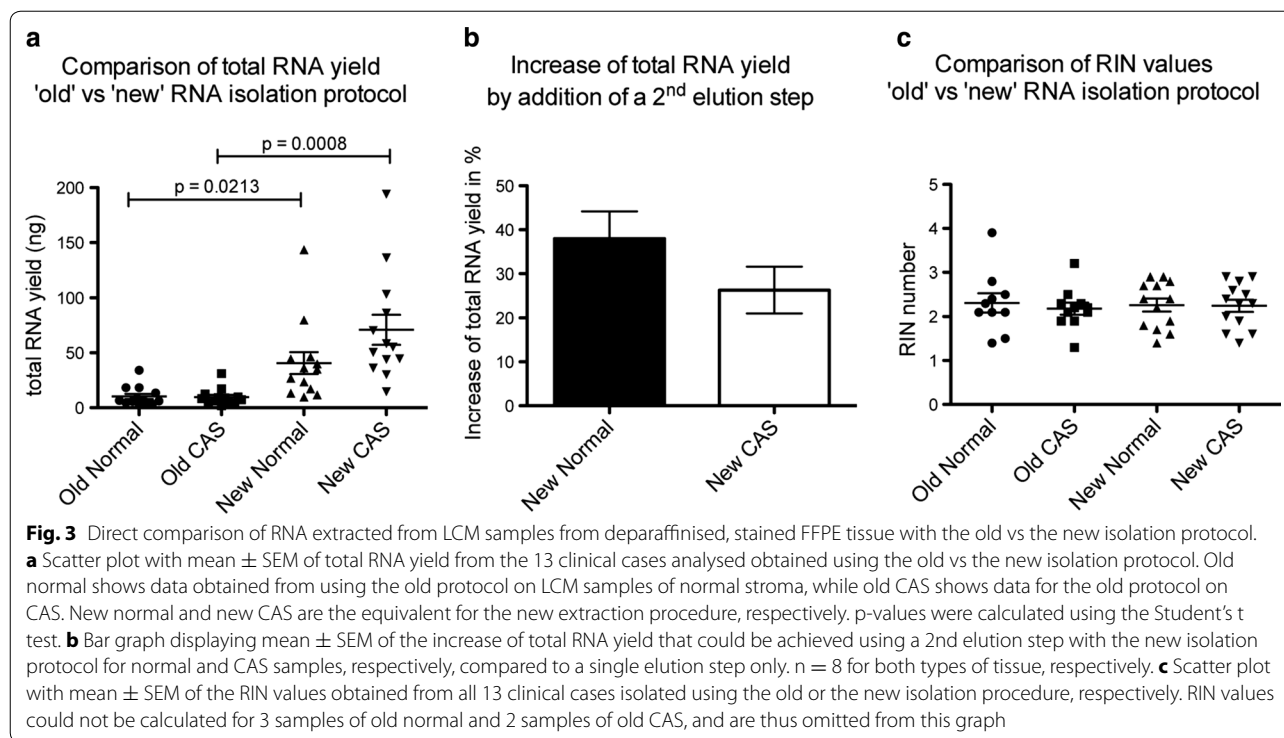 a
Comparison of total RNA yield
'old' vs 'new' RNA isolation protocol
p = 0.0008
p = 0.0213
total RNA yield (ng)
200
150
100
50
0
Old Normal
Old CAS
New Normal
New CAS
b
Increase of total RNA yield
by addition of a 2nd elution step
Increase of total RNA yield in %
50
40
30
20
10
0
New Normal
New CAS
c
Comparison of RIN values
'old' vs 'new' RNA isolation protocol
RIN number
5
4
3
2
1
0
Old Normal
Old CAS
New Normal
New CAS
Fig. 3 Direct comparison of RNA extracted from LCM samples from deparaffinised, stained FFPE tissue with the old vs the new isolation protocol.
a Scatter plot with mean ± SEM of total RNA yield from the 13 clinical cases analysed obtained using the old vs the new isolation protocol. Old
normal shows data obtained from using the old protocol on LCM samples of normal stroma, while old CAS shows data for the old protocol on
CAS. New normal and new CAS are the equivalent for the new extraction procedure, respectively. p-values were calculated using the Student's t
test. b Bar graph displaying mean ± SEM of the increase of total RNA yield that could be achieved using a 2nd elution step with the new isolation
protocol for normal and CAS samples, respectively, compared to a single elution step only. n = 8 for both types of tissue, respectively. c Scatter plot
with mean ± SEM of the RIN values obtained from all 13 clinical cases isolated using the old or the new isolation procedure, respectively. RIN values
could not be calculated for 3 samples of old normal and 2 samples of old CAS, and are thus omitted from this graph